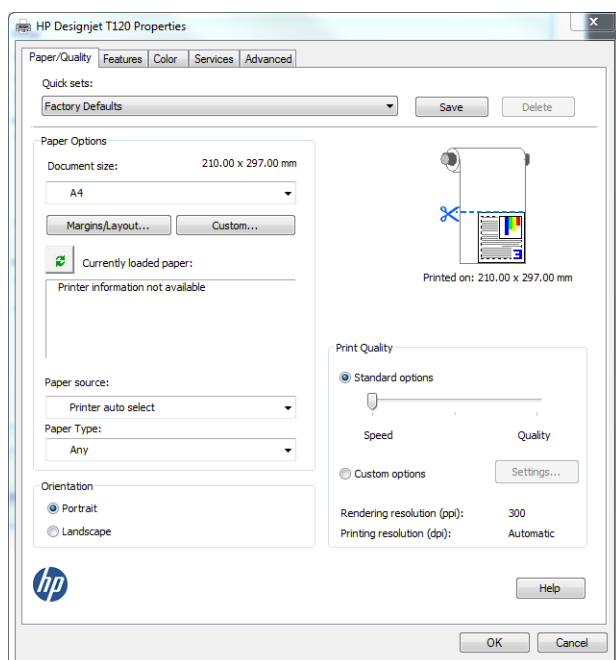 HP Designjet T120 Properties
x
Paper/Quality Features Color Services Advanced
Quick sets:
Factory Defaults
Save
Delete
Paper Options
Document size: 210.00 x 297.00 mm
A4
Margins/Layout... Custom...
Currently loaded paper:
Printer information not available
Paper source:
Printer auto select
Paper Type:
Any
Orientation
Portrait
Landscape
3
Printed on: 210.00 x 297.00 mm
Print Quality
Standard options
Speed Quality
Custom options Settings...
Rendering resolution (ppi): 300
Printing resolution (dpi): Automatic
hp
Help
OK Cancel